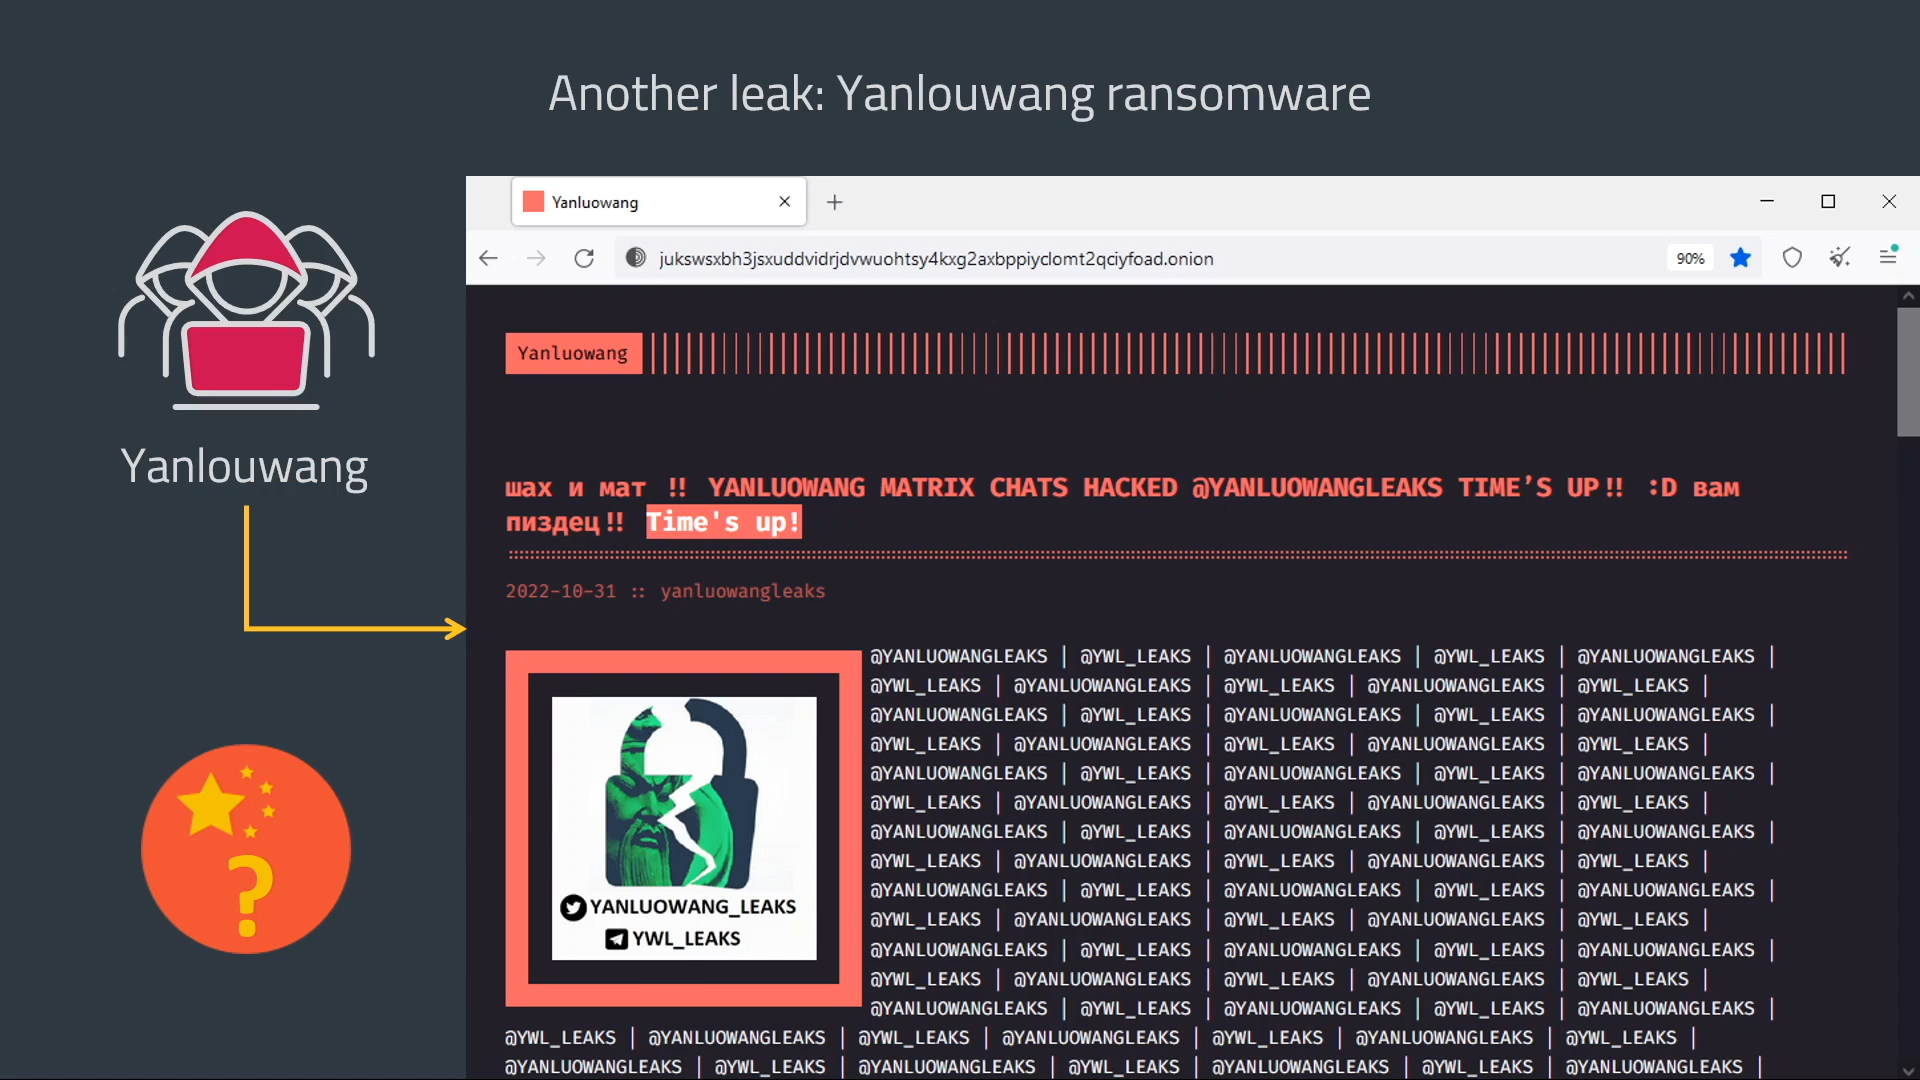 Another leak: Yanlouwang ransomware
Yanlouwang
Yanluowang
jukswsxbh3jsxuddvidrjdvwuohtsy4kxg2axbppiyclomt2qciyfoad.onion
90%
Yanluowang
шах и мат !! YANLUOWANG MATRIX CHATS HACKED @YANLUOWANGLEAKS TIME’S UP!! :D вам
пиздец!! Time's up!
2022-10-31 :: yanluowangleaks
YANLUOWANG_LEAKS
YWL_LEAKS
?
@YANLUOWANGLEAKS | @YWL_LEAKS | @YANLUOWANGLEAKS | @YWL_LEAKS | @YANLUOWANGLEAKS |
@YWL_LEAKS | @YANLUOWANGLEAKS | @YWL_LEAKS | @YANLUOWANGLEAKS | @YWL_LEAKS |
@YANLUOWANGLEAKS | @YWL_LEAKS | @YANLUOWANGLEAKS | @YWL_LEAKS | @YANLUOWANGLEAKS |
@YWL_LEAKS | @YANLUOWANGLEAKS | @YWL_LEAKS | @YANLUOWANGLEAKS | @YWL_LEAKS |
@YANLUOWANGLEAKS | @YWL_LEAKS | @YANLUOWANGLEAKS | @YWL_LEAKS | @YANLUOWANGLEAKS |
@YWL_LEAKS | @YANLUOWANGLEAKS | @YWL_LEAKS | @YANLUOWANGLEAKS | @YWL_LEAKS |
@YANLUOWANGLEAKS | @YWL_LEAKS | @YANLUOWANGLEAKS | @YWL_LEAKS | @YANLUOWANGLEAKS |
@YWL_LEAKS | @YANLUOWANGLEAKS | @YWL_LEAKS | @YANLUOWANGLEAKS | @YWL_LEAKS |
@YANLUOWANGLEAKS | @YWL_LEAKS | @YANLUOWANGLEAKS | @YWL_LEAKS | @YANLUOWANGLEAKS |
@YWL_LEAKS | @YANLUOWANGLEAKS | @YWL_LEAKS | @YANLUOWANGLEAKS | @YWL_LEAKS |
@YANLUOWANGLEAKS | @YWL_LEAKS | @YANLUOWANGLEAKS | @YWL_LEAKS | @YANLUOWANGLEAKS |
@YWL_LEAKS | @YANLUOWANGLEAKS | @YWL_LEAKS | @YANLUOWANGLEAKS | @YWL_LEAKS |
@YANLUOWANGLEAKS | @YWL_LEAKS | @YANLUOWANGLEAKS | @YWL_LEAKS | @YANLUOWANGLEAKS |
@YWL_LEAKS | @YANLUOWANGLEAKS | @YWL_LEAKS | @YANLUOWANGLEAKS | @YWL_LEAKS | @YANLUOWANGLEAKS | @YWL_LEAKS |
@YANLUOWANGLEAKS | @YWL_LEAKS | @YANLUOWANGLEAKS | @YWL_LEAKS | @YANLUOWANGLEAKS | @YWL_LEAKS | @YANLUOWANGLEAKS |